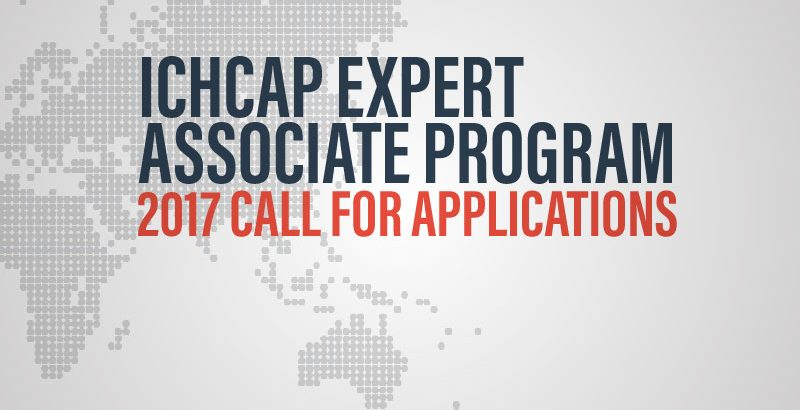 ICHCAP EXPERT
ASSOCIATE PROGRAM
2017 CALL FOR APPLICATIONS